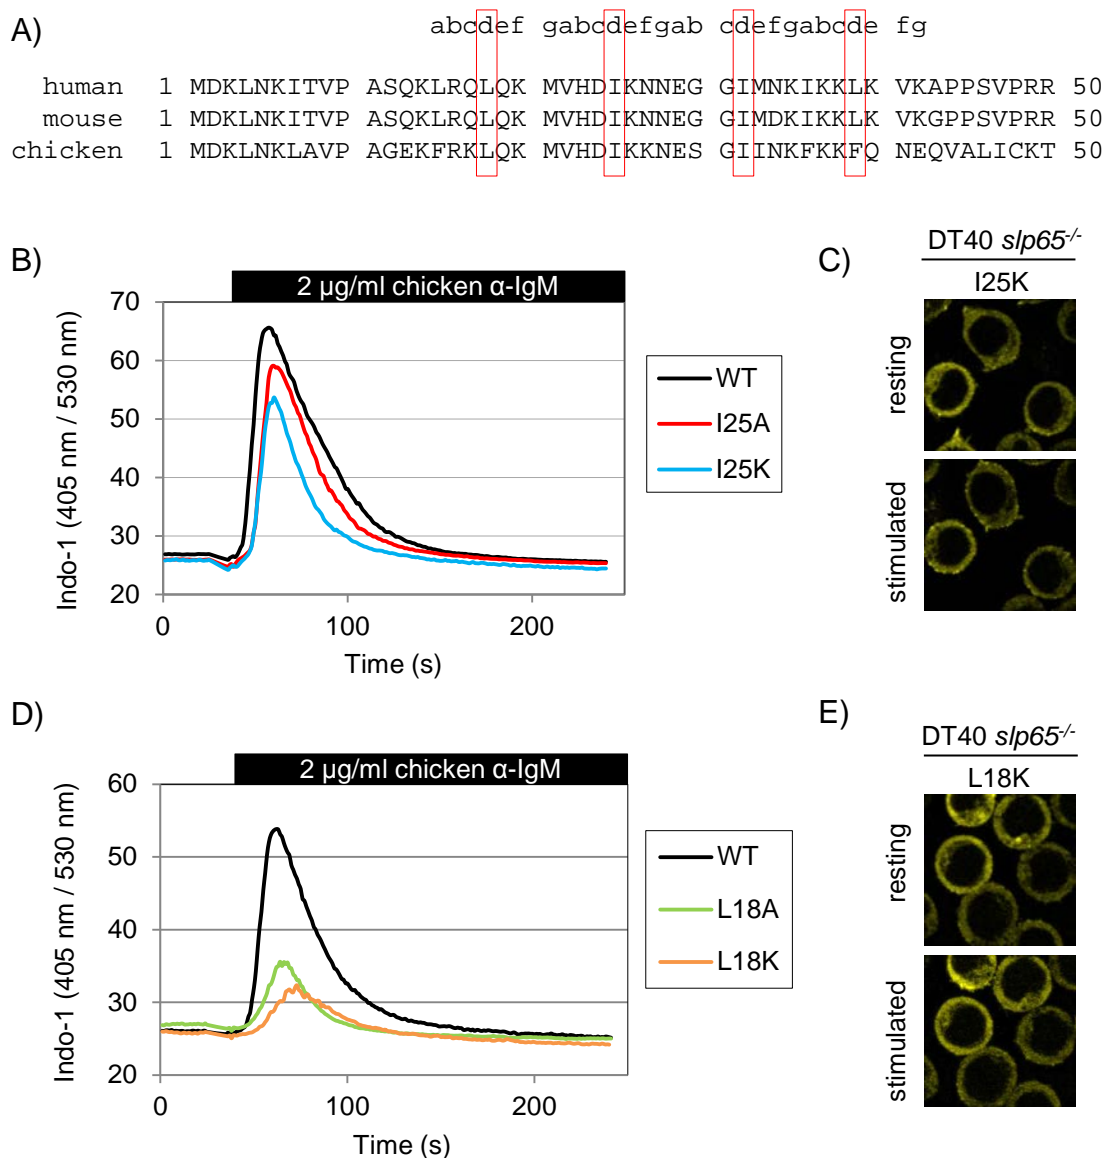 A)
abcdef gabcdefgab cdefgabcde fg
human 1 MDKLNKITVP ASQKLRQLQK MVHDIKNNEG GIMNKIKKLK VKAPPSVPRR 50
mouse 1 MDKLNKITVP ASQKLRQLQK MVHDIKNNEG GIMDKIKKLK VKGPPSVPRR 50
chicken 1 MDKLNKLAVP AGEKFRKLQK MVHDIKKNES GIINKFKKFQ NEQVALICKT 50
B)
2 µg/ml chicken α-IgM
Indo-1 (405 nm / 530 nm)
70
60
50
40
30
20
0 100 200
Time (s)
WT
I25A
I25K
C)
DT40 slp65-/-
I25K
resting
stimulated
D)
2 µg/ml chicken α-IgM
Indo-1 (405 nm / 530 nm)
60
50
40
30
20
0 100 200
Time (s)
WT
L18A
L18K
E)
DT40 slp65-/-
L18K
resting
stimulated